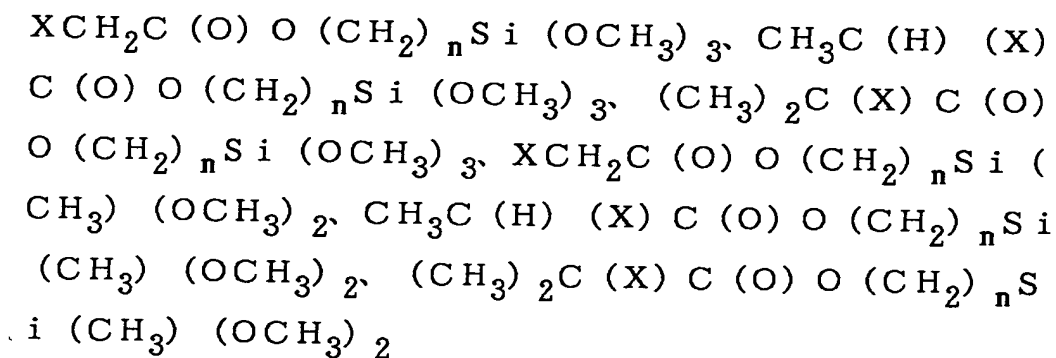 XCH₂C(O)O(CH₂)ₙSi(OCH₃)₃、CH₃C(H)(X)
C(O)O(CH₂)ₙSi(OCH₃)₃、(CH₃)₂C(X)C(O)
O(CH₂)ₙSi(OCH₃)₃、XCH₂C(O)O(CH₂)ₙSi(
CH₃)(OCH₃)₂、CH₃C(H)(X)C(O)O(CH₂)ₙSi
(CH₃)(OCH₃)₂、(CH₃)₂C(X)C(O)O(CH₂)ₙS
i(CH₃)(OCH₃)₂